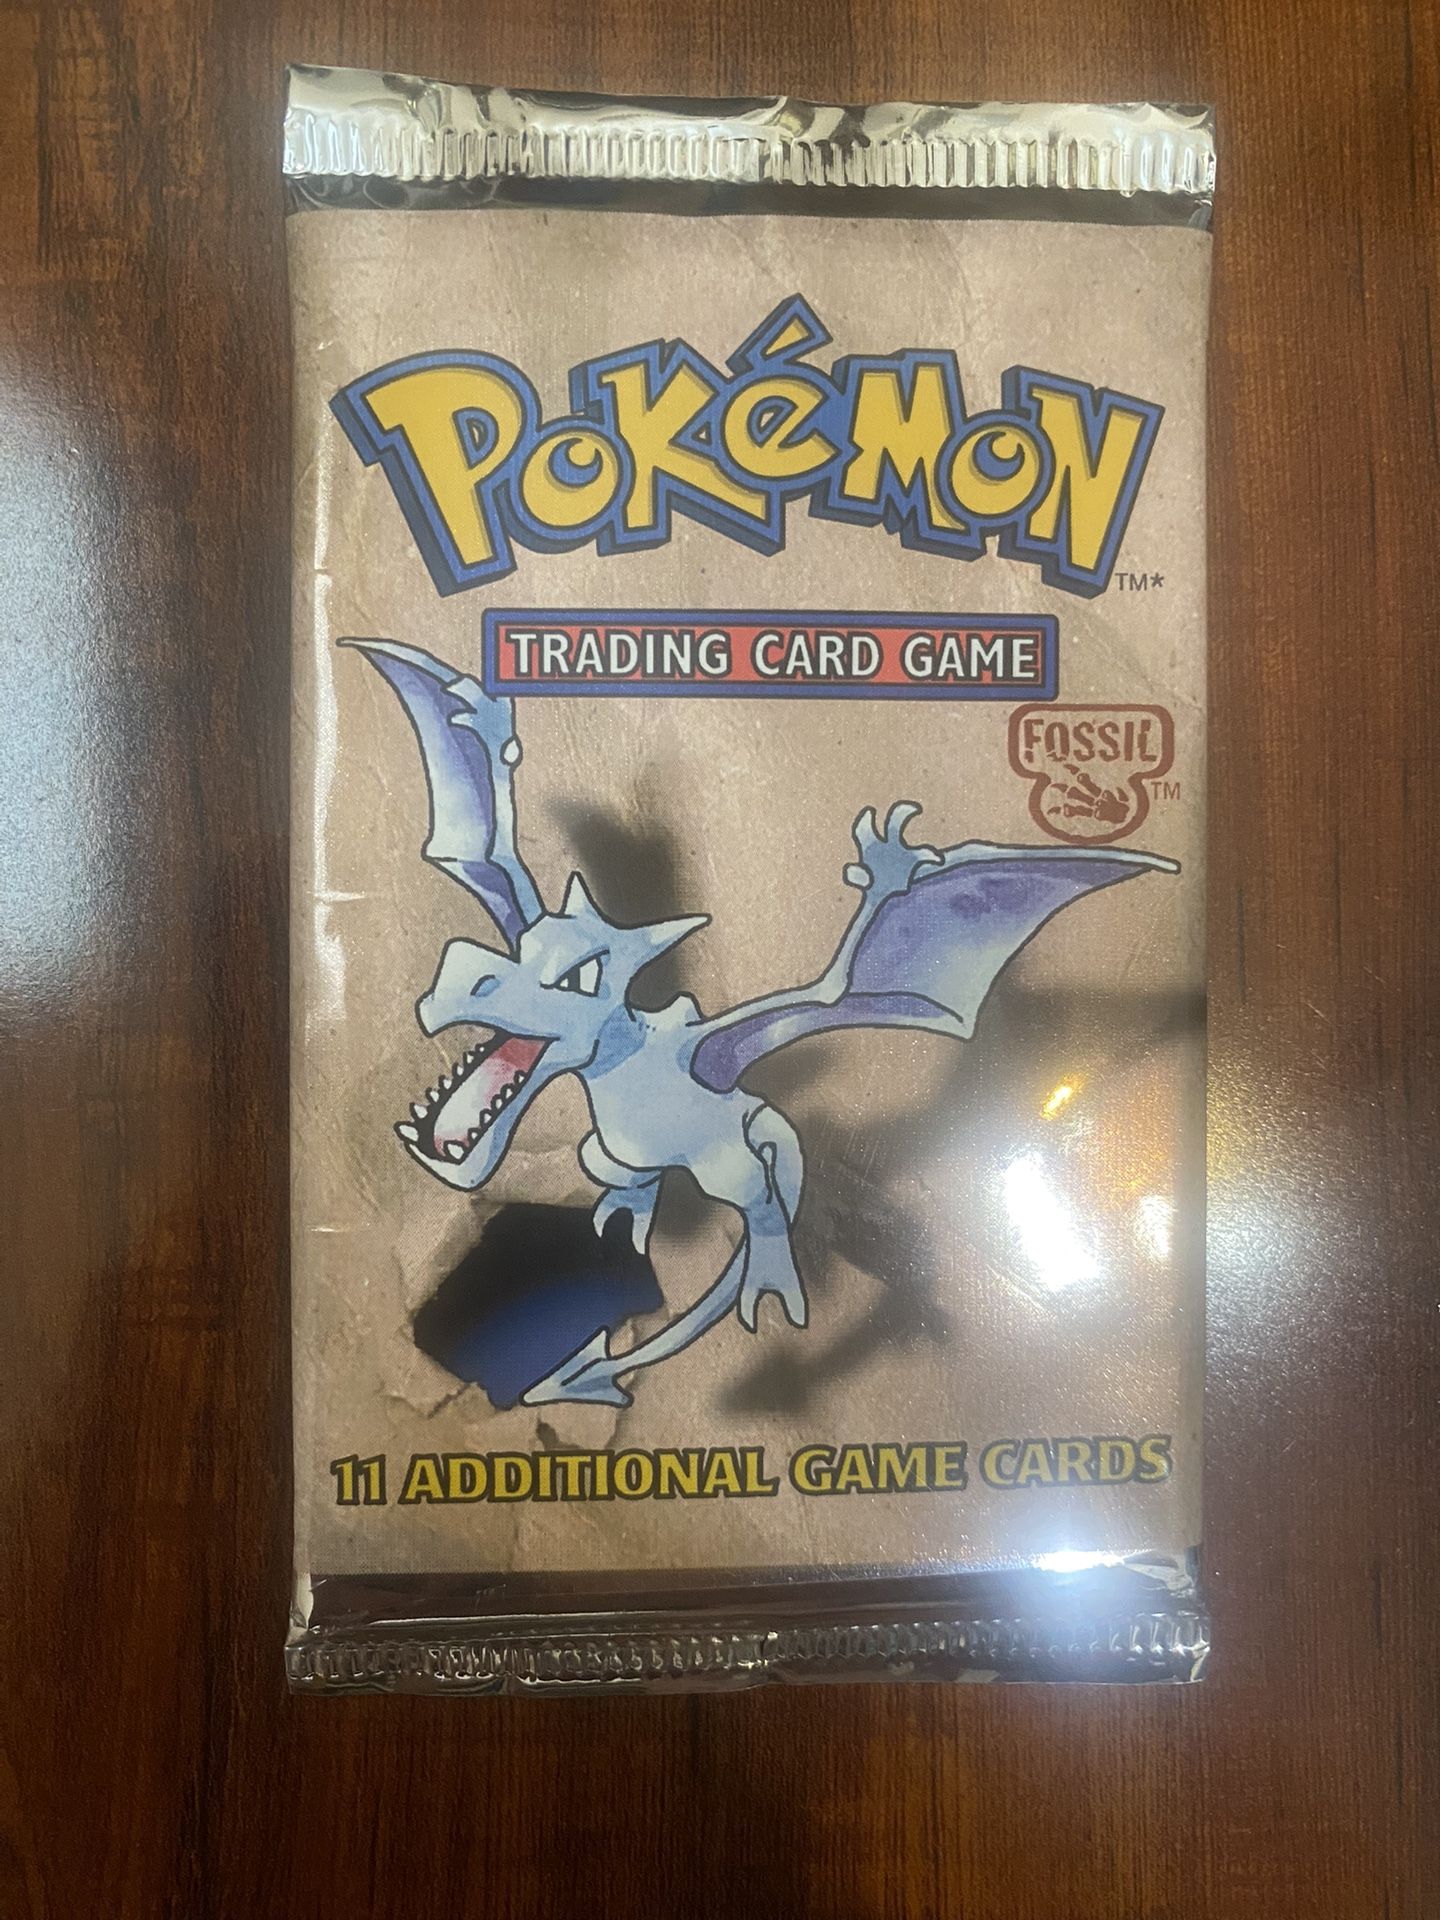 POKéMON
TM*
TRADING CARD GAME
FOSSIL
TM
11 ADDITIONAL GAME CARDS